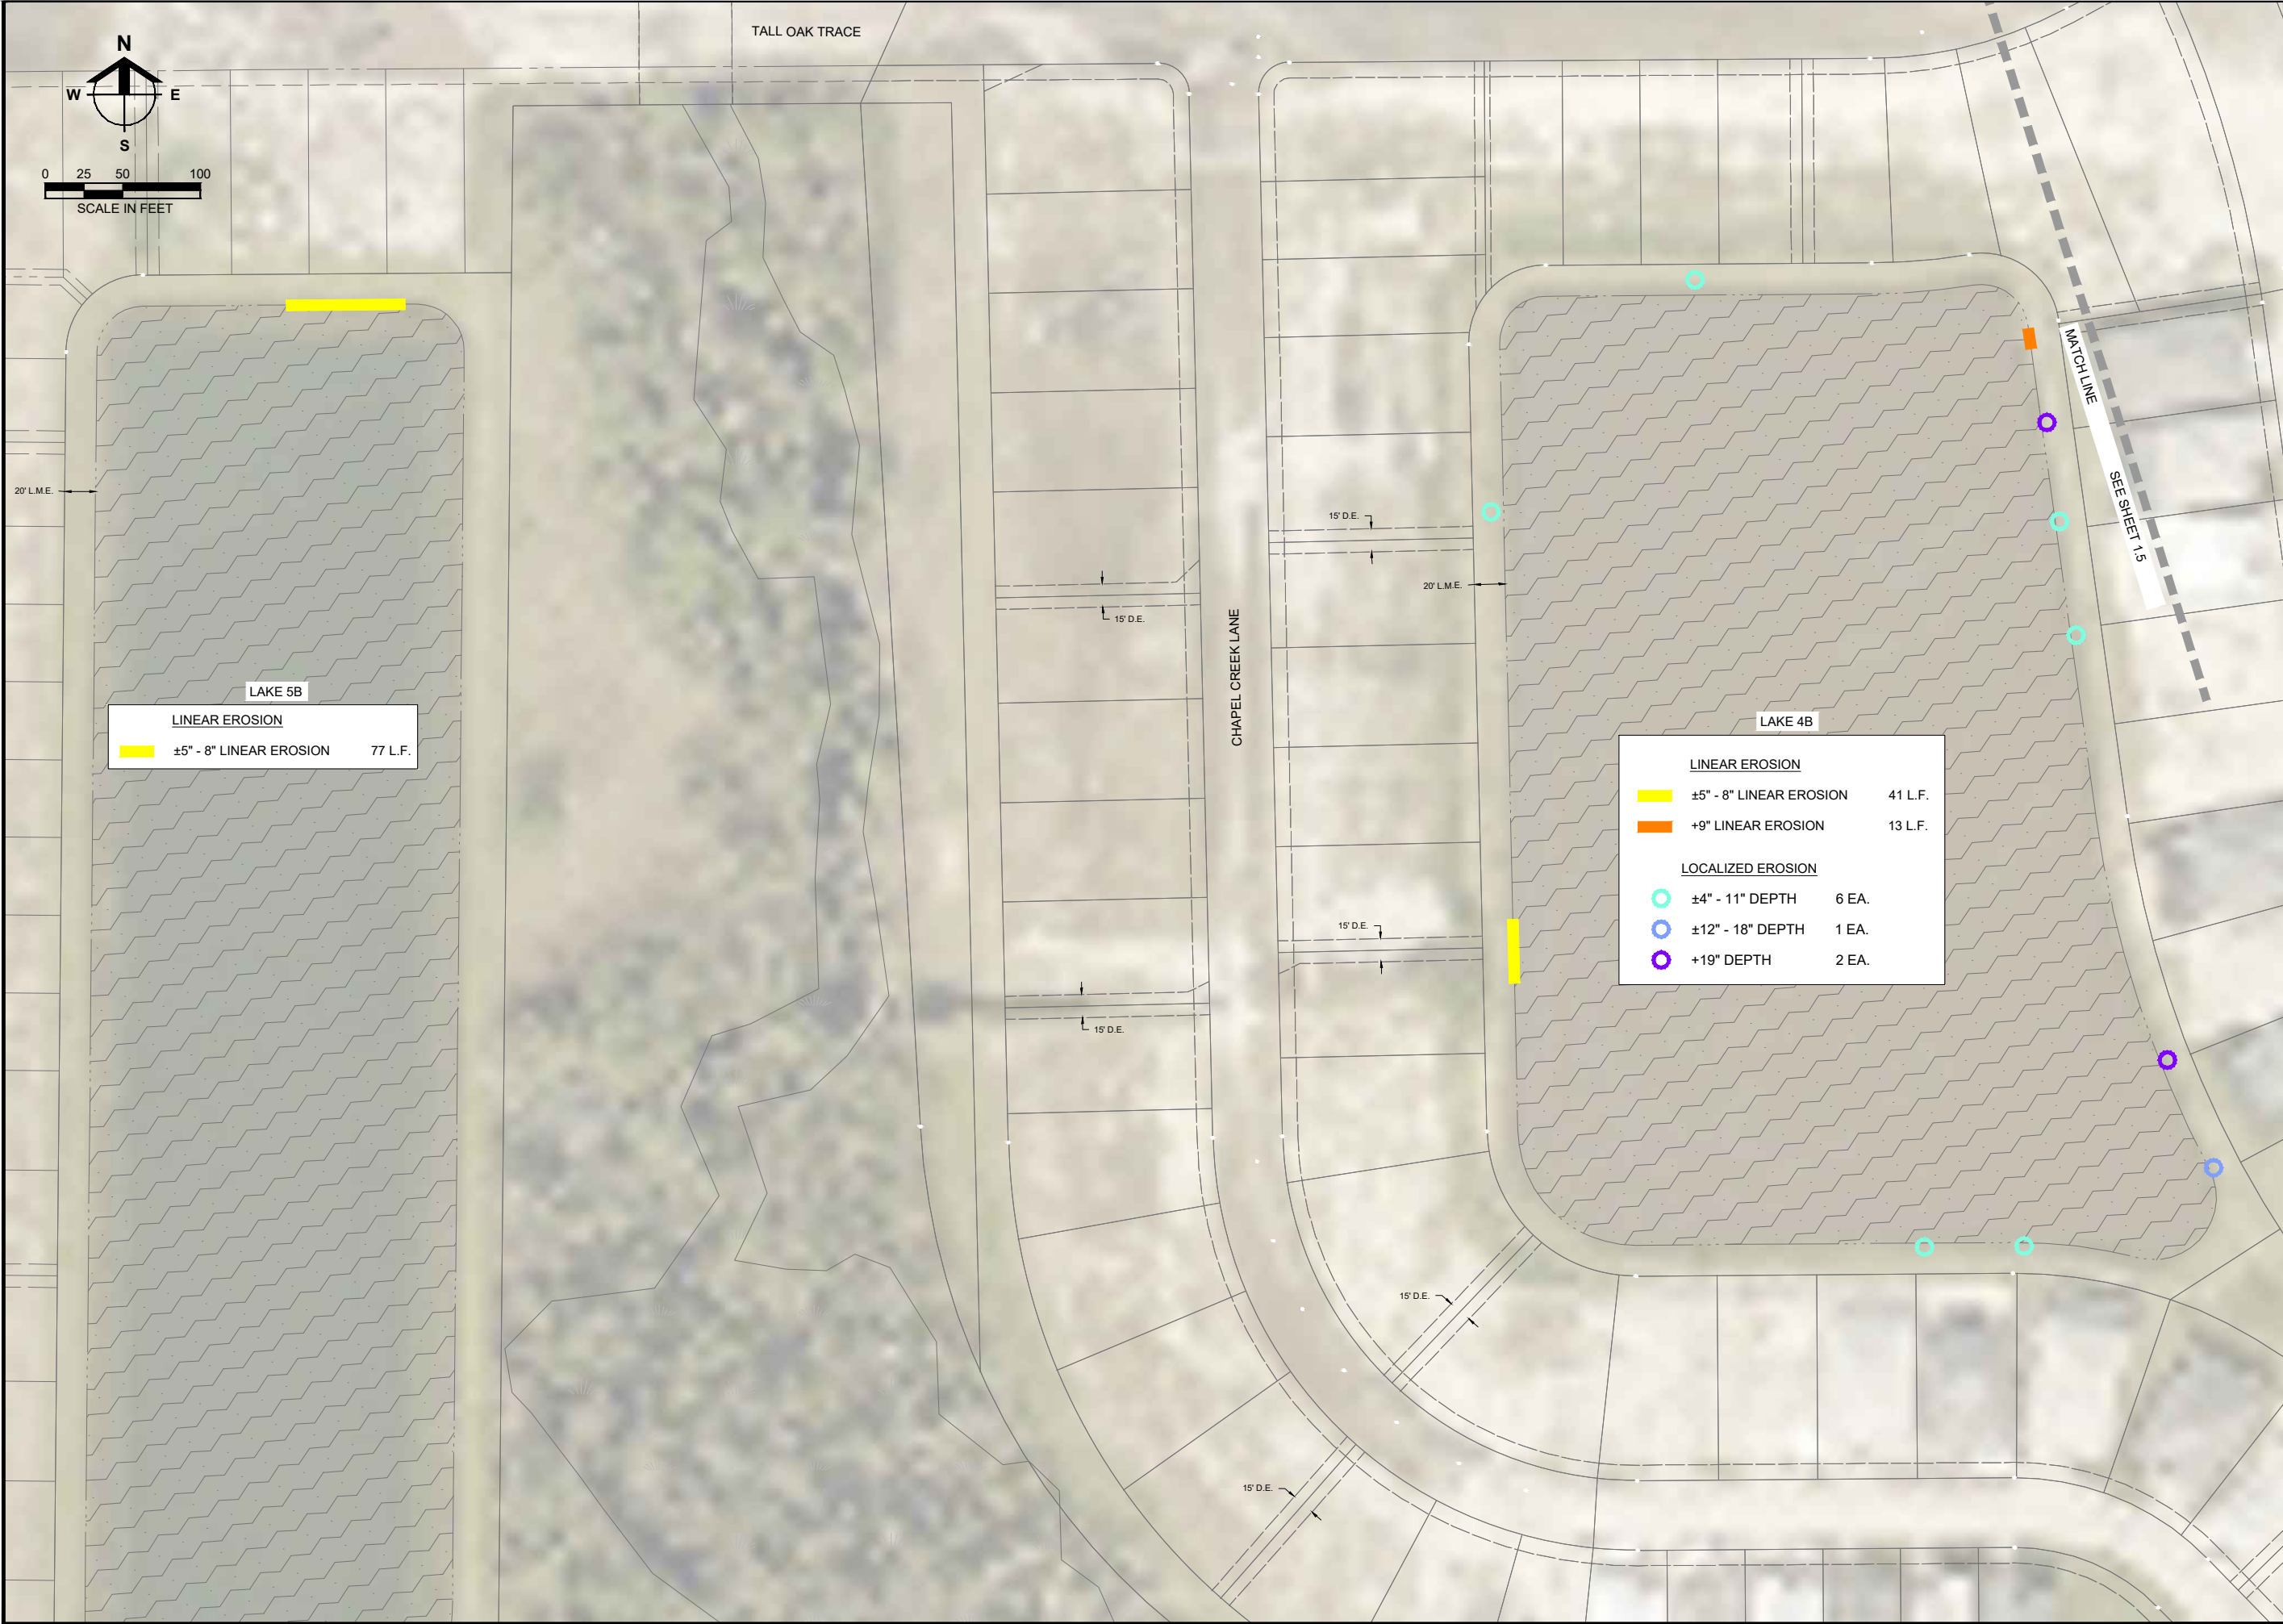 TALL OAK TRACE
N
W E
S
0 25 50 100
SCALE IN FEET
MATCH LINE SEE SHEET 1.5
20' L.M.E.
15' D.E.
20' L.M.E.
15' D.E.
CHAPEL CREEK LANE
LAKE 5B
LINEAR EROSION
±5" - 8" LINEAR EROSION 77 L.F.
LAKE 4B
LINEAR EROSION
±5" - 8" LINEAR EROSION 41 L.F.
+9" LINEAR EROSION 13 L.F.
LOCALIZED EROSION
±4" - 11" DEPTH 6 EA.
±12" - 18" DEPTH 1 EA.
+19" DEPTH 2 EA.
15' D.E.
15' D.E.
15' D.E.
15' D.E.